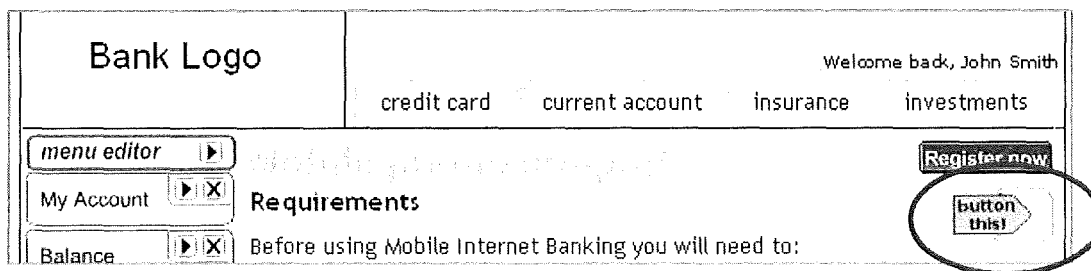 Bank Logo
Welcome back, John Smith
credit card current account insurance investments
menu editor
Register now
My Account X
Requirements
button
this!
Balance X
Before using Mobile Internet Banking you will need to: